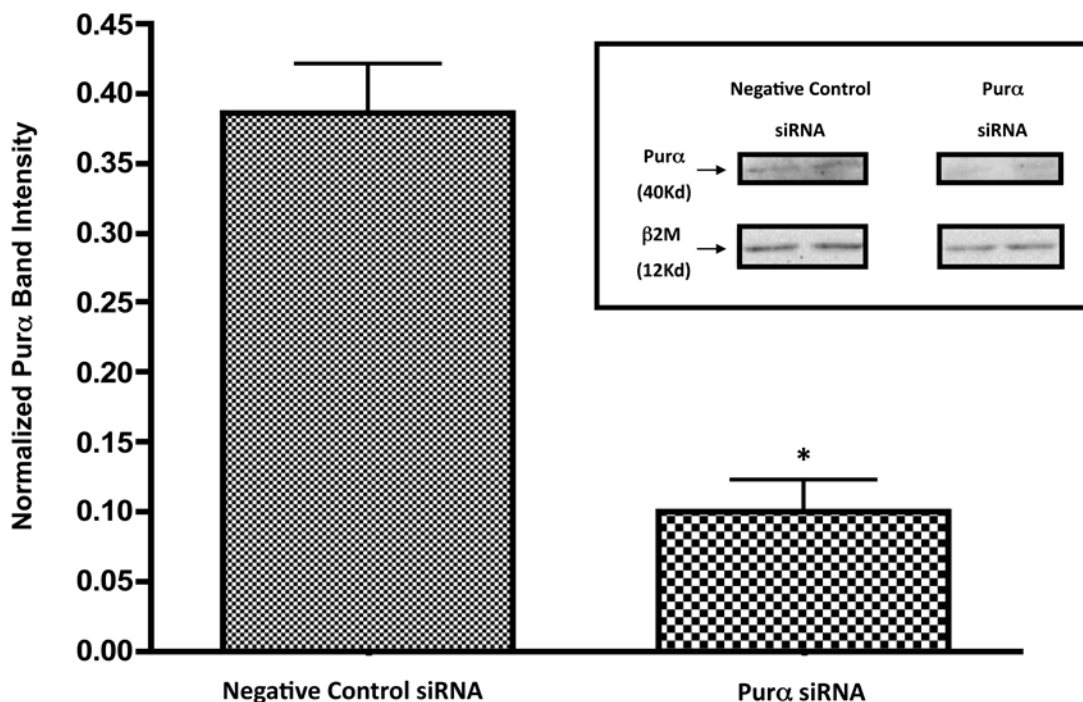 Normalized Purα Band Intensity
0.45
0.40
0.35
0.30
0.25
0.20
0.15
0.10
0.05
0.00
Negative Control
siRNA
Purα
siRNA
Purα
(40Kd)
β2M
(12Kd)
*
Negative Control siRNA
Purα siRNA